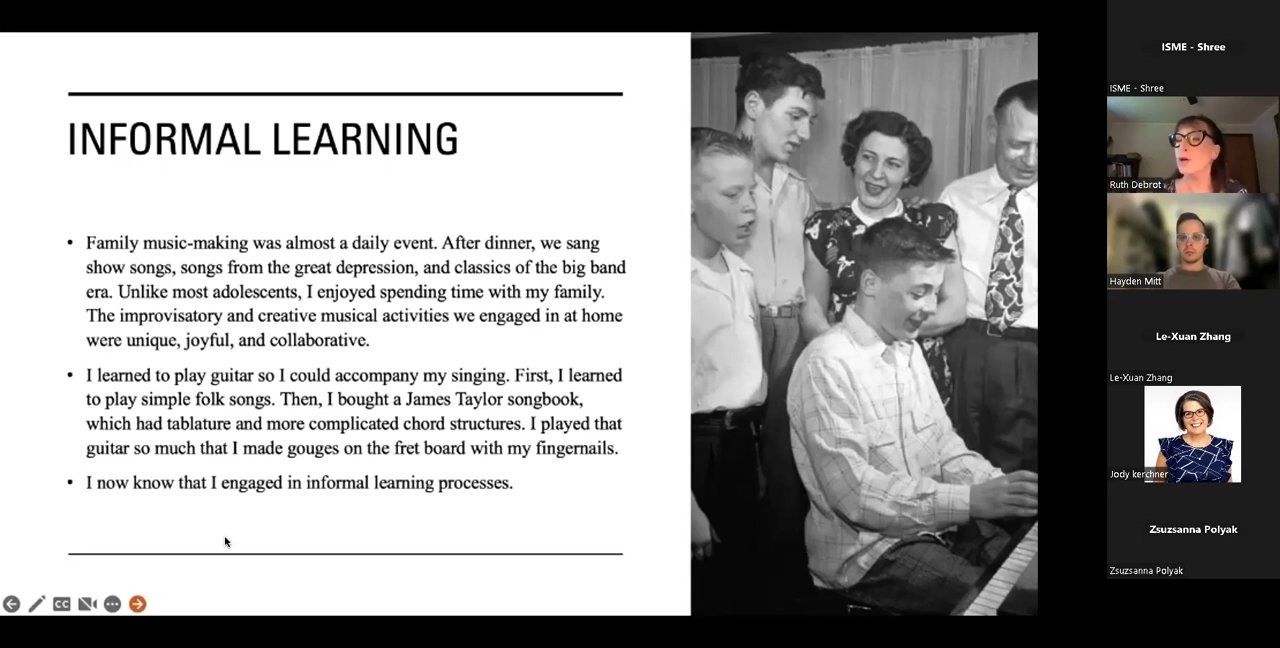 INFORMAL LEARNING
• Family music-making was almost a daily event. After dinner, we sang
show songs, songs from the great depression, and classics of the big band
era. Unlike most adolescents, I enjoyed spending time with my family.
The improvisatory and creative musical activities we engaged in at home
were unique, joyful, and collaborative.
• I learned to play guitar so I could accompany my singing. First, I learned
to play simple folk songs. Then, I bought a James Taylor songbook,
which had tablature and more complicated chord structures. I played that
guitar so much that I made gouges on the fret board with my fingernails.
• I now know that I engaged in informal learning processes.
CC
ISME - Shree
ISME - Shree
Ruth Debrot
Hayden Mitt
Le-Xuan Zhang
Le-Xuan Zhang
Jody kerchner
Zsuzsanna Polyak
Zsuzsanna Polyak